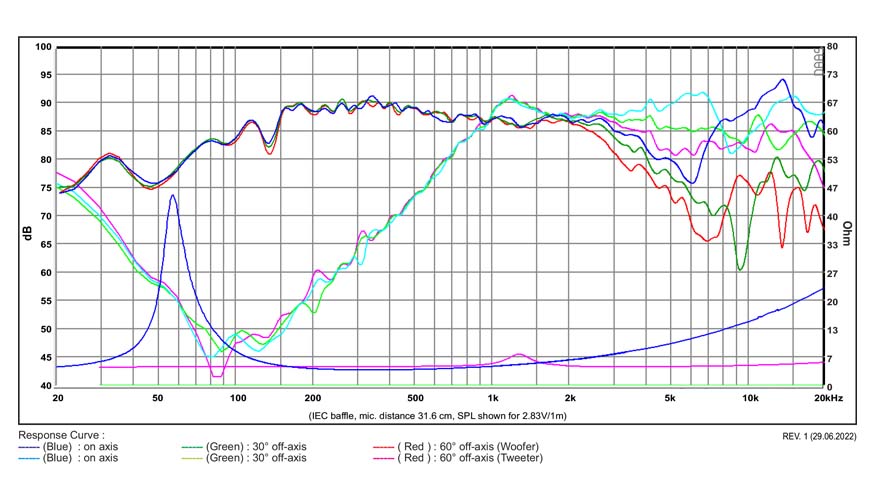 100 80
95 73
90 67
85 60
80 53
75 47
70 40
65 33
60 27
55 20
50 13
45 7
40 0
dB
Ohm
20 50 100 200 500 1k 2k 5k 10k 20kHz
(IEC baffle, mic. distance 31.6 cm, SPL shown for 2.83V/1m)
Response Curve :
(Blue) : on axis (Green) : 30° off-axis ( Red ) : 60° off-axis (Woofer)
(Blue) : on axis (Green) : 30° off-axis ( Red ) : 60° off-axis (Tweeter)
REV. 1 (29.06.2022)